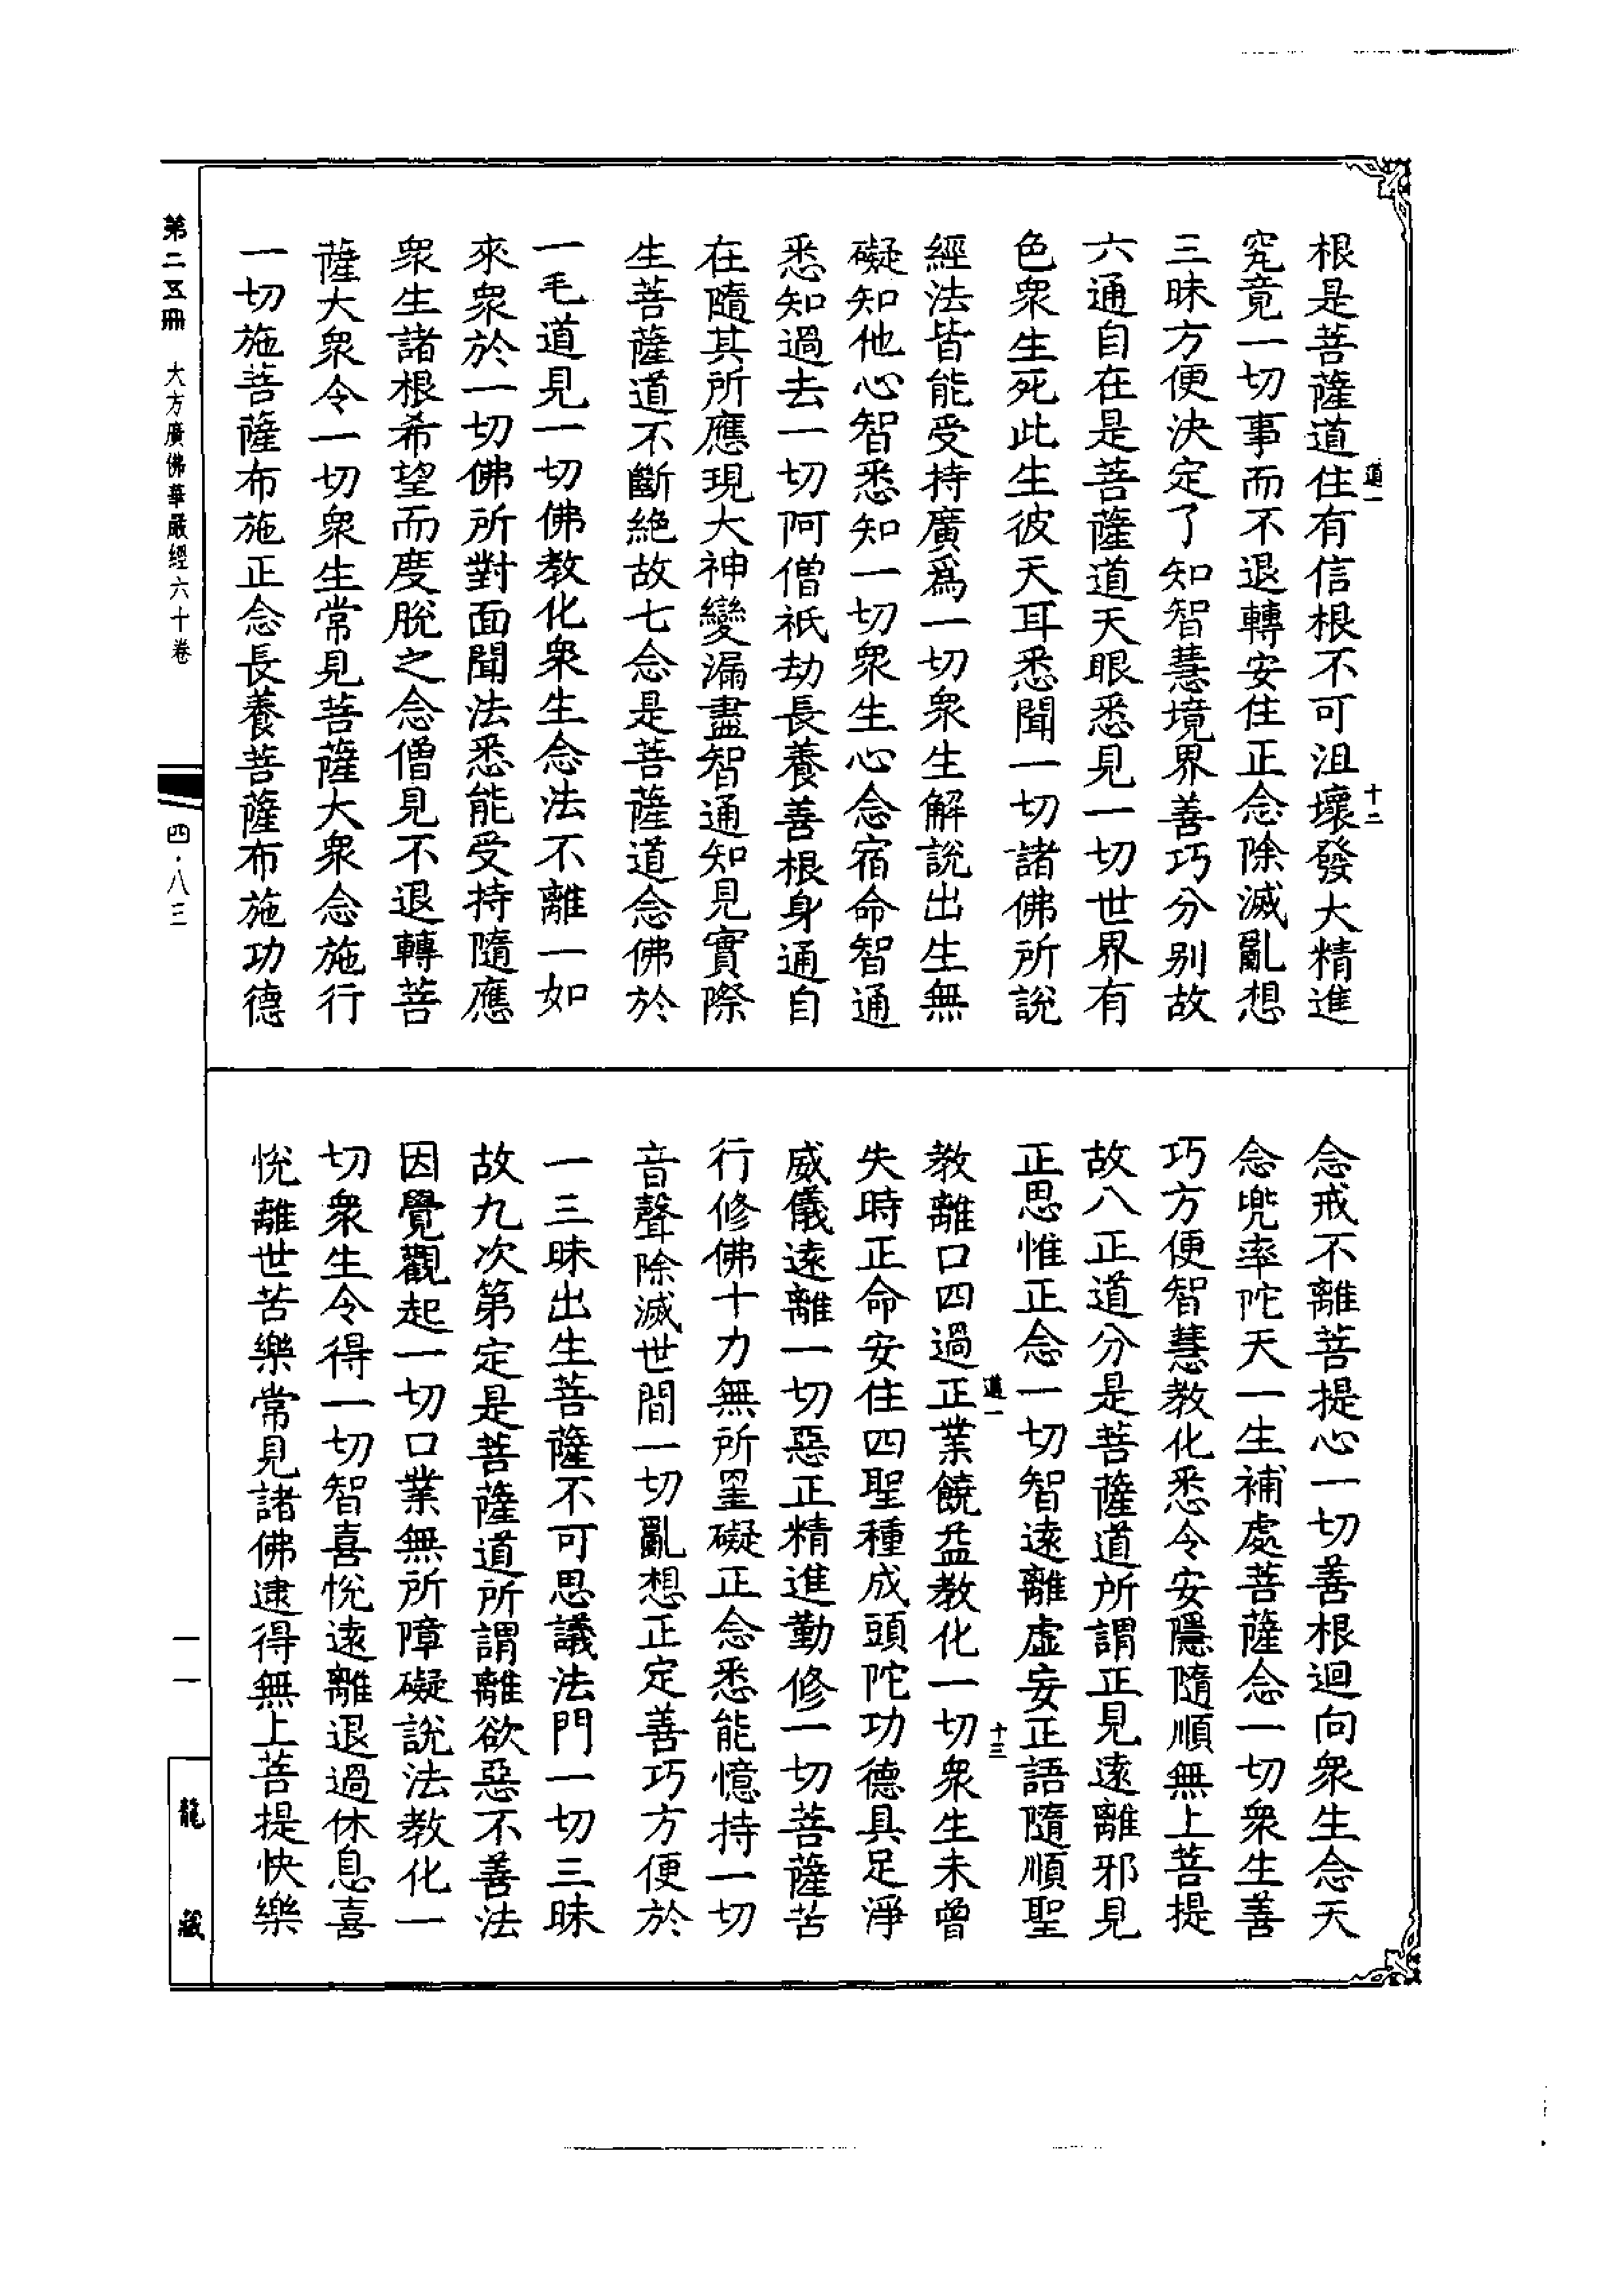 根是菩薩道住有信根不可沮壞發大精進
究竟一切事而不退轉安住正念除滅亂想
三昧方便決定了知智慧境界善巧分别故
六通自在是菩薩道天眼悉見一切世界有
色衆生死此生彼天耳悉聞一切諸佛所說
經法皆能受持廣爲一切衆生解說出生無
礙知他心智悉知一切衆生心念宿命智通
悉知過去一切阿僧祇劫長養善根身通自
在隨其所應現大神變漏盡智通知見實際
生菩薩道不斷絶故七念是菩薩道念佛於
一毛道見一切佛教化衆生念法不離一如
來衆於一切佛所對面聞法悉能受持隨應
衆生諸根希望而度脫之念僧見不退轉菩
薩大衆令一切衆生常見菩薩大衆念施行
一切施菩薩布施正念長養菩薩布施功德
道一
十二
念戒不離菩提心一切善根迴向衆生念天
念兜率陀天一生補處菩薩念一切衆生善
巧方便智慧教化悉令安隱隨順無上菩提
故八正道分是菩薩道所謂正見遠離邪見
正思惟正念一切智遠離虛妄正語隨順聖
教離口四過正業饒益教化一切衆生未曾
失時正命安住四聖種成頭陀功德具足淨
威儀遠離一切惡正精進勤修一切菩薩苦
行修佛十力無所罣礙正念悉能憶持一切
音聲除滅世間一切亂想正定善巧方便於
一三昧出生菩薩不可思議法門一切三昧
故九次第定是菩薩道所謂離欲惡不善法
因覺觀起一切口業無所障礙說法教化一
切衆生令得一切智喜悅遠離退過休息喜
悅離世苦樂常見諸佛逮得無上菩提快樂
道一
十三
第二五冊
大方廣佛華嚴經六十卷
四·八三
一一
龍藏